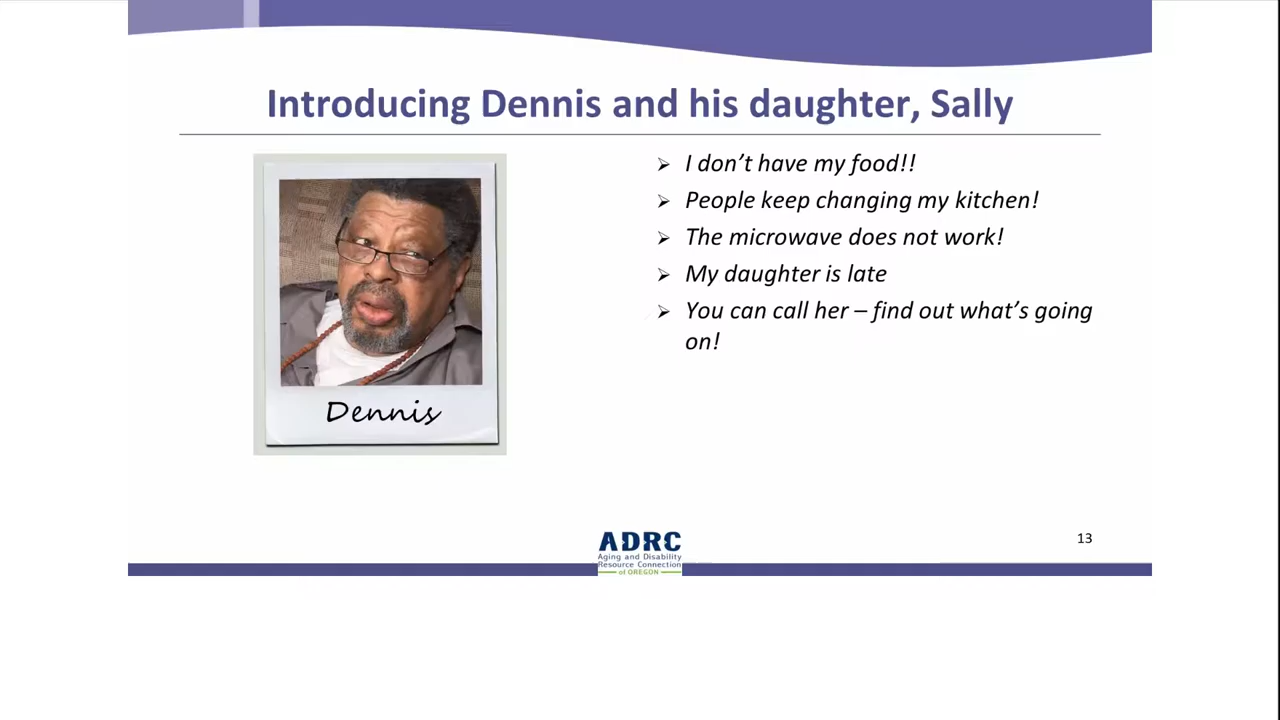 Introducing Dennis and his daughter, Sally
I don’t have my food!!
People keep changing my kitchen!
The microwave does not work!
My daughter is late
You can call her – find out what’s going
on!
Dennis
ADRC
Aging and Disability
Resource Connection
of OREGON
13